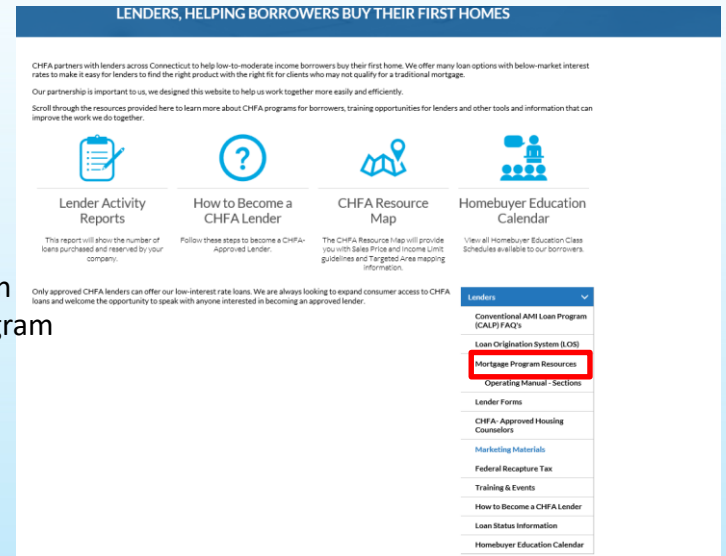 LENDERS, HELPING BORROWERS BUY THEIR FIRST HOMES
CHFA partners with lenders across Connecticut to help low-to-moderate income borrowers buy their first home. We offer many loan options with below-market interest
rates to make it easy for lenders to find the right product with the right fit for clients who may not qualify for a traditional mortgage.
Our partnership is important to us, we designed this website to help us work together more easily and efficiently.
Scroll through the resources provided here to learn more about CHFA programs for borrowers, training opportunities for lenders and other tools and information that can
improve the work we do together.
Lender Activity
Reports
This report will show the number of
loans purchased and reserved by your
company.
How to Become a
CHFA Lender
Follow these steps to become a CHFA-
Approved Lender.
CHFA Resource
Map
The CHFA Resource Map will provide
you with Sales Price and Income Limit
guidelines and Targeted Area mapping
information.
Homebuyer Education
Calendar
View all Homebuyer Education Class
Schedules available to our borrowers.
Only approved CHFA lenders can offer our low-interest rate loans. We are always looking to expand consumer access to CHFA
loans and welcome the opportunity to speak with anyone interested in becoming an approved lender.
Lenders
Conventional AMI Loan Program
(CALP) FAQ's
Loan Origination System (LOS)
Mortgage Program Resources
Operating Manual - Sections
Lender Forms
CHFA- Approved Housing
Counselors
Marketing Materials
Federal Recapture Tax
Training & Events
How to Become a CHFA Lender
Loan Status Information
Homebuyer Education Calendar